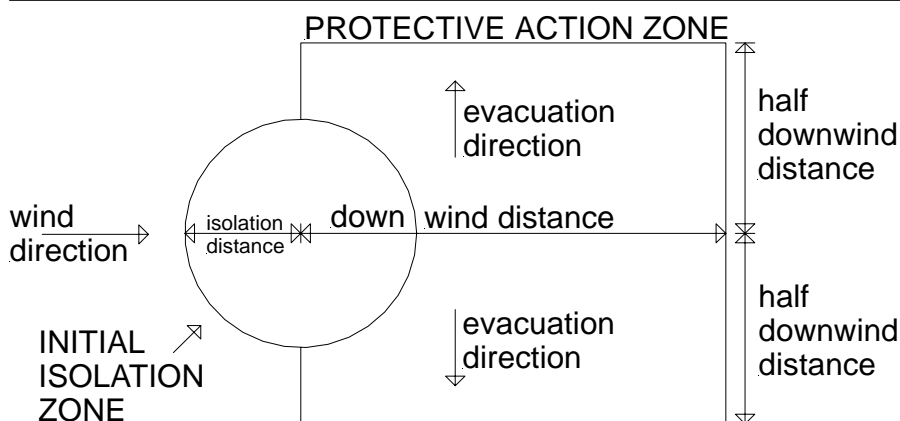 PROTECTIVE ACTION ZONE
evacuation
direction
half
downwind
distance
wind
direction
isolation
distance
down wind distance
evacuation
direction
half
downwind
distance
INITIAL
ISOLATION
ZONE